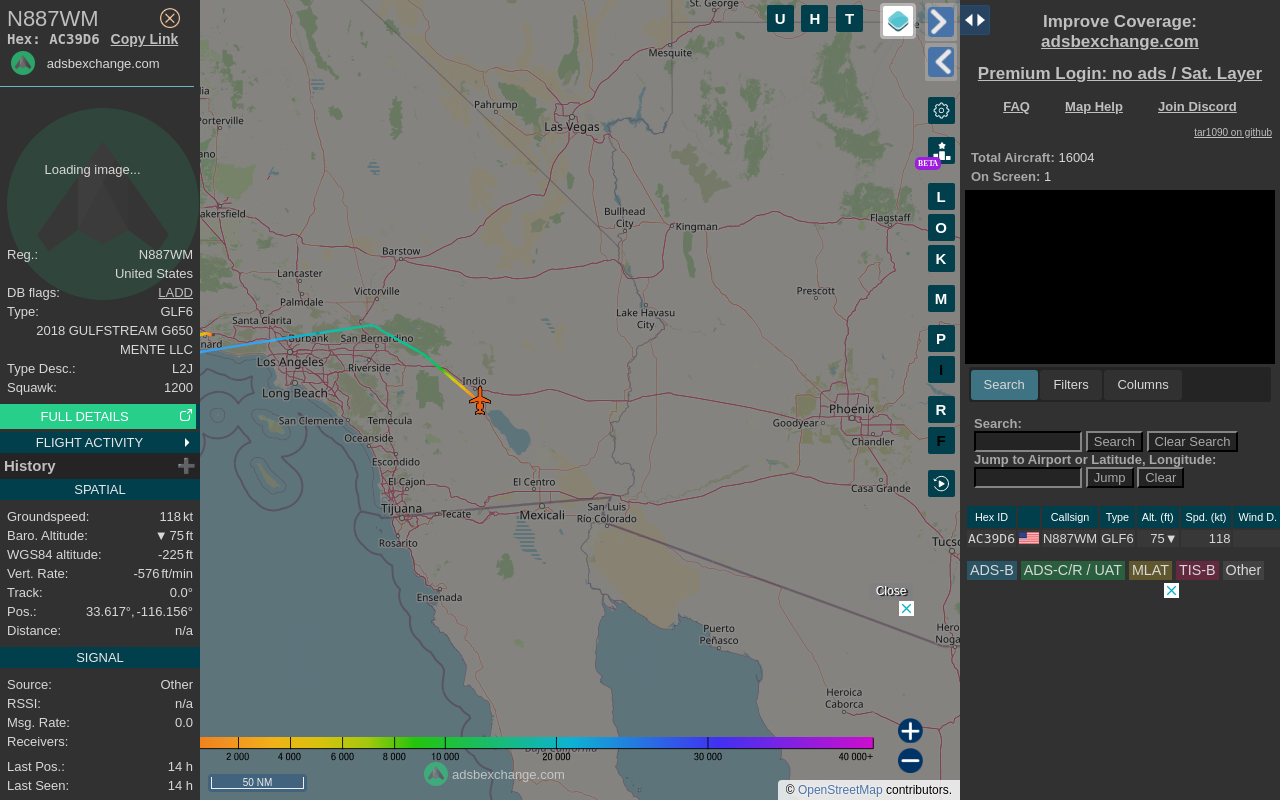 N887WM
Hex: AC39D6 Copy Link
adsbexchange.com
Loading image...
Reg.: N887WM
United States
DB flags: LADD
Type: GLF6
2018 GULFSTREAM G650
MENTE LLC
Type Desc.: L2J
Squawk: 1200
FULL DETAILS
FLIGHT ACTIVITY
History
SPATIAL
Groundspeed: 118 kt
Baro. Altitude: ▼ 75 ft
WGS84 altitude: -225 ft
Vert. Rate: -576 ft/min
Track: 0.0°
Pos.: 33.617°, -116.156°
Distance: n/a
SIGNAL
Source: Other
RSSI: n/a
Msg. Rate: 0.0
Receivers:
Last Pos.: 14 h
Last Seen: 14 h
St. George
Mesquite
Pahrump
Las Vegas
Porterville
Bakersfield
Bullhead City
Kingman
Flagstaff
Barstow
Lancaster
Victorville
Palmdale
Prescott
Santa Clarita
Lake Havasu City
Burbank
San Bernardino
Los Angeles
Riverside
Indio
Long Beach
San Clemente
Temecula
Phoenix
Goodyear
Chandler
Oceanside
Escondido
El Cajon
El Centro
Casa Grande
Tijuana
Tecate
Mexicali
San Luis Río Colorado
Rosarito
Ensenada
Puerto Peñasco
Heroica Caborca
Baja California
U H T
BETA
L
O
K
M
P
I
R
F
Close
2 000 4 000 6 000 8 000 10 000 20 000 30 000 40 000+
adsbexchange.com
50 NM
© OpenStreetMap contributors.
Improve Coverage:
adsbexchange.com
Premium Login: no ads / Sat. Layer
FAQ Map Help Join Discord
tar1090 on github
Total Aircraft: 16004
On Screen: 1
Search Filters Columns
Search:
Search Clear Search
Jump to Airport or Latitude, Longitude:
Jump Clear
Hex ID Callsign Type Alt. (ft) Spd. (kt) Wind D.
AC39D6 N887WM GLF6 75▼ 118
ADS-B ADS-C/R / UAT MLAT TIS-B Other